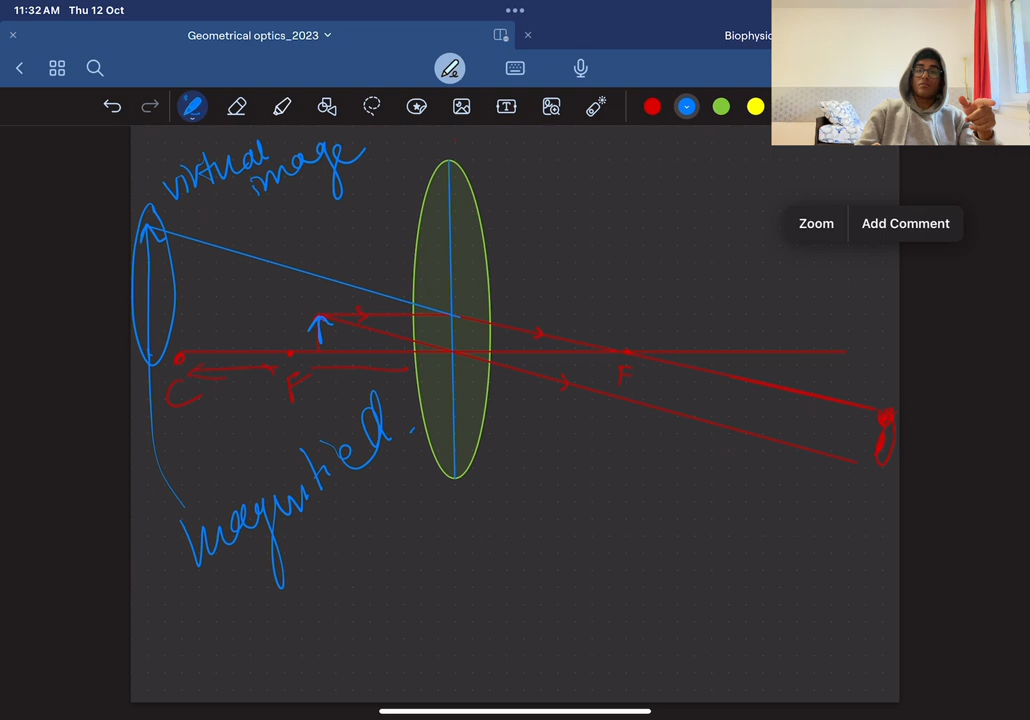 11:32 AM Thu 12 Oct
Geometrical optics_2023
Biophysic
Zoom
Add Comment
virtual
image
F
C
F
magnified.